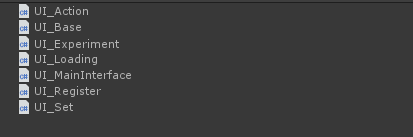 UI_Action
UI_Base
UI_Experiment
UI_Loading
UI_MainInterface
UI_Register
UI_Set